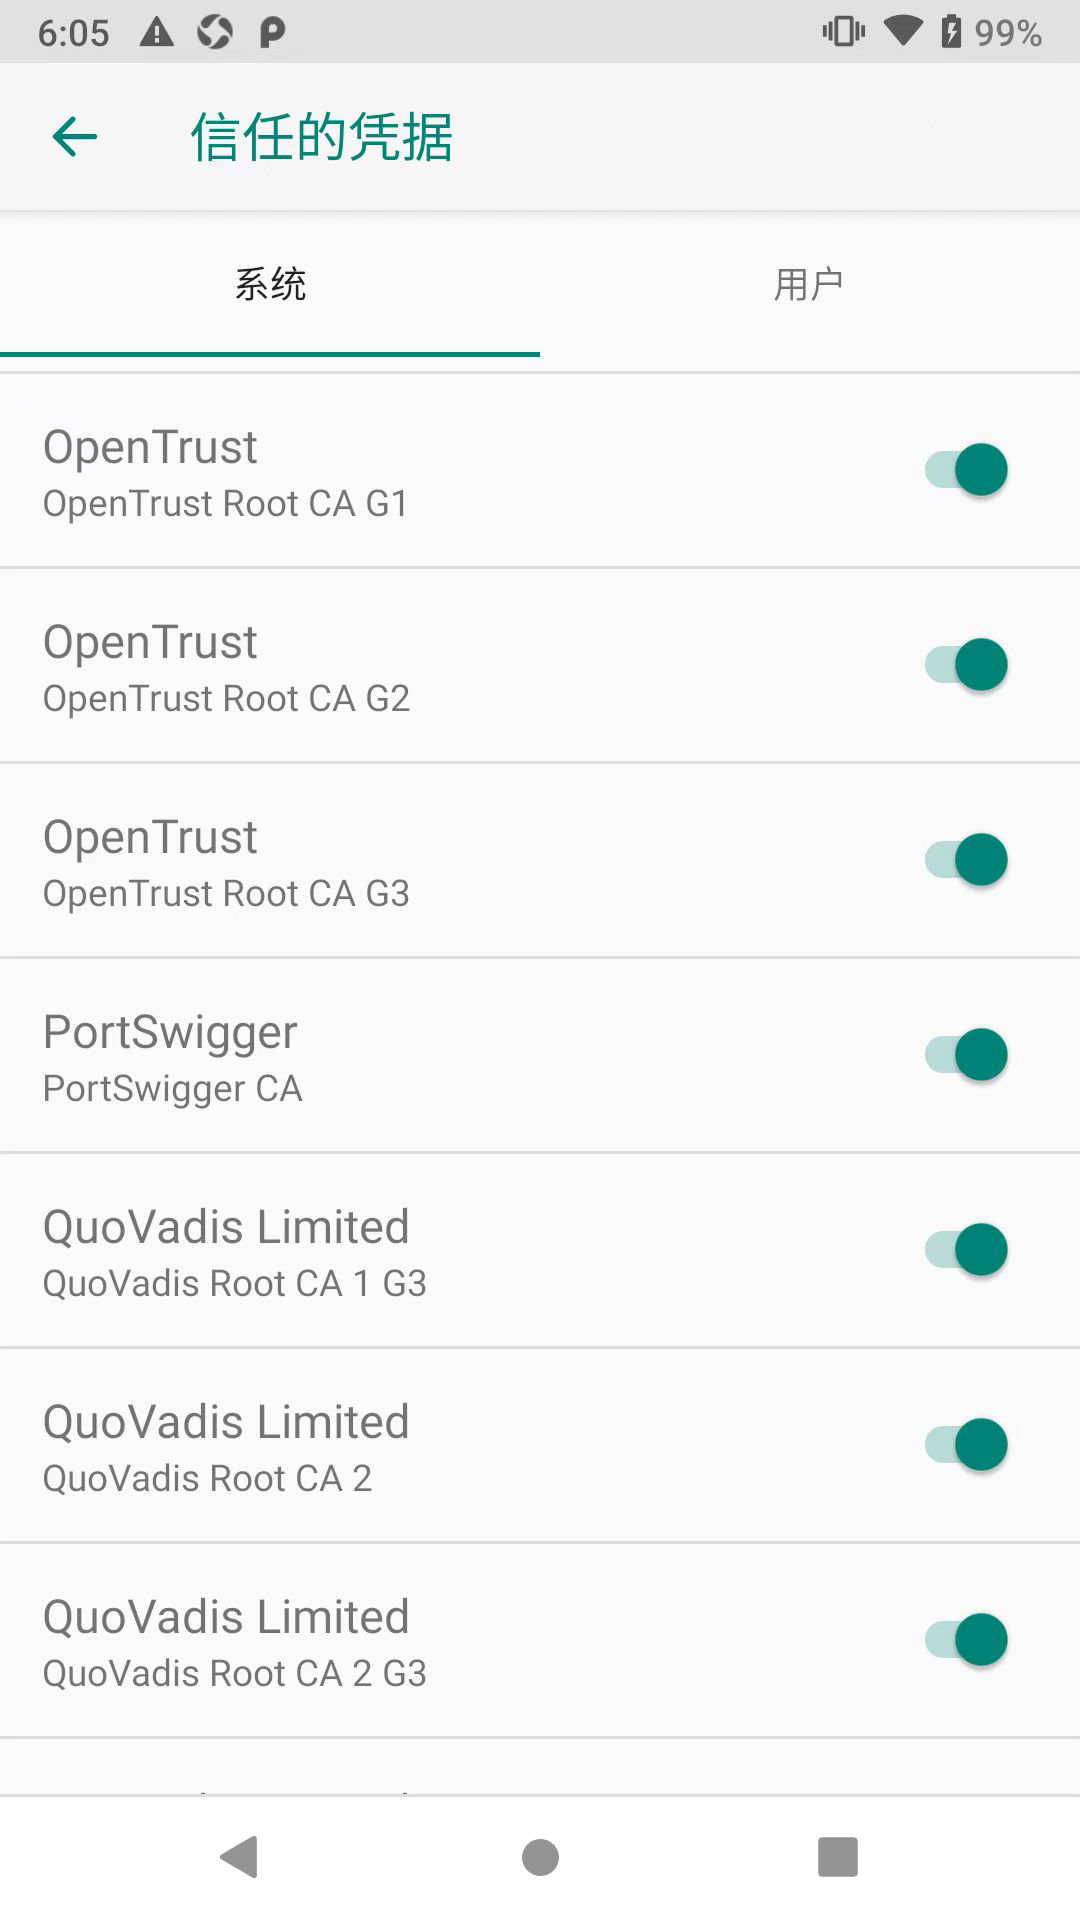 6:05
99%
信任的凭据
系统
用户
OpenTrust
OpenTrust Root CA G1
OpenTrust
OpenTrust Root CA G2
OpenTrust
OpenTrust Root CA G3
PortSwigger
PortSwigger CA
QuoVadis Limited
QuoVadis Root CA 1 G3
QuoVadis Limited
QuoVadis Root CA 2
QuoVadis Limited
QuoVadis Root CA 2 G3